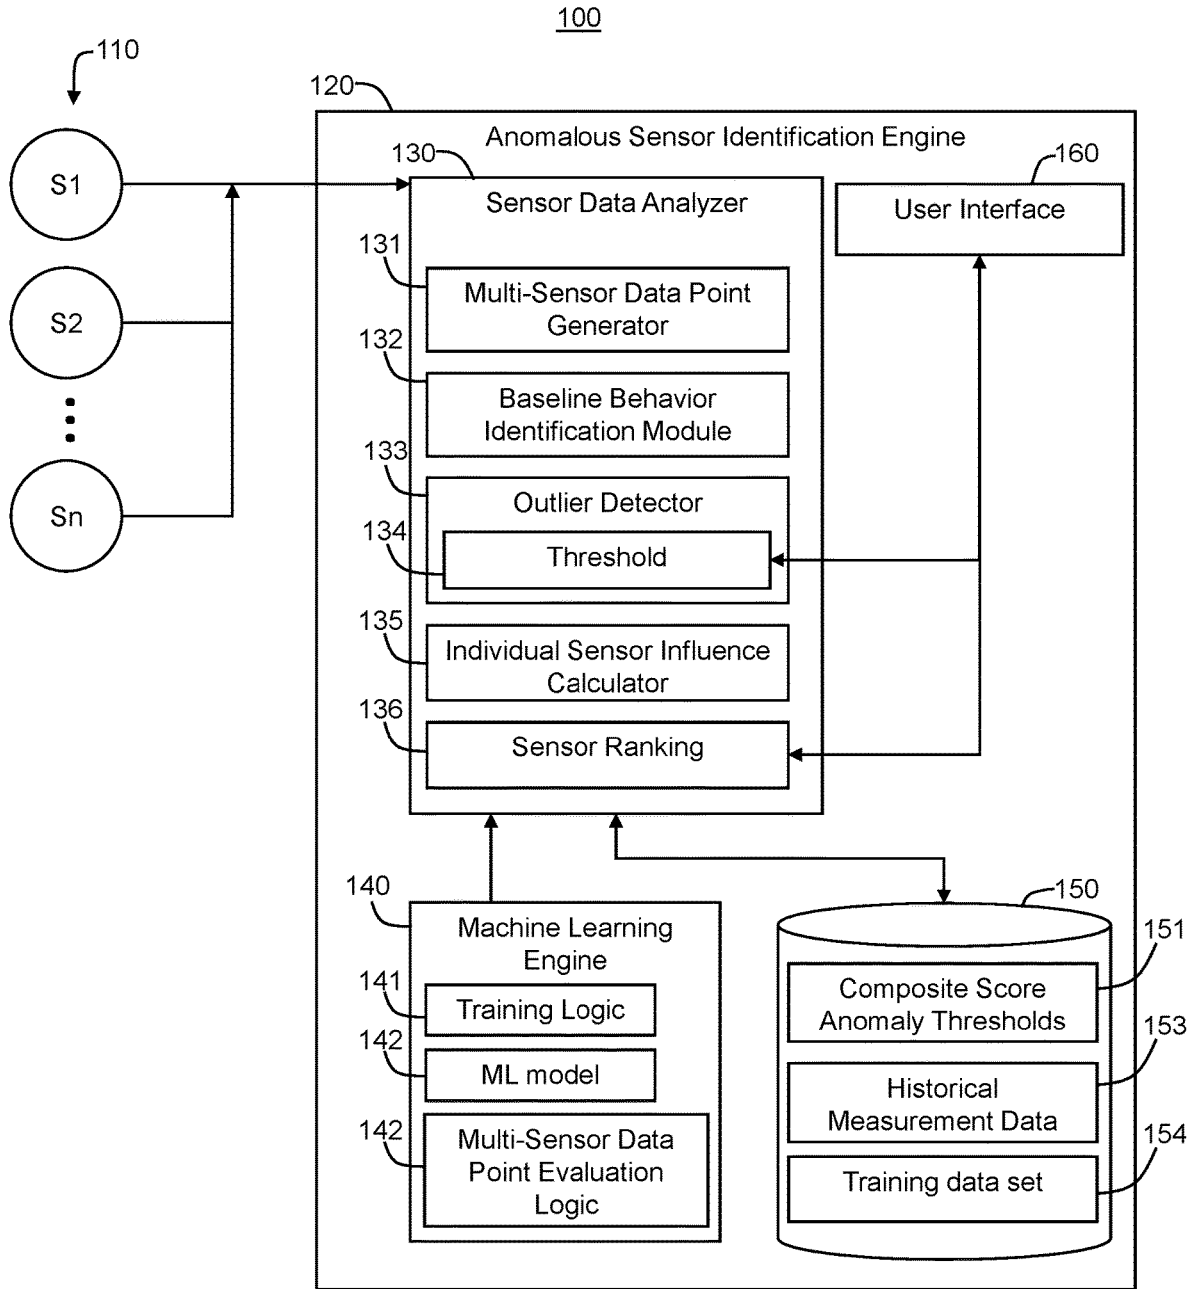 100
110
120
Anomalous Sensor Identification Engine
130
160
S1
Sensor Data Analyzer
User Interface
131
Multi-Sensor Data Point
Generator
S2
132
Baseline Behavior
Identification Module
133
Outlier Detector
Sn
134
Threshold
135
Individual Sensor Influence
Calculator
136
Sensor Ranking
140
Machine Learning
Engine
141
Training Logic
142
ML model
142
Multi-Sensor Data
Point Evaluation
Logic
150
151
Composite Score
Anomaly Thresholds
153
Historical
Measurement Data
154
Training data set